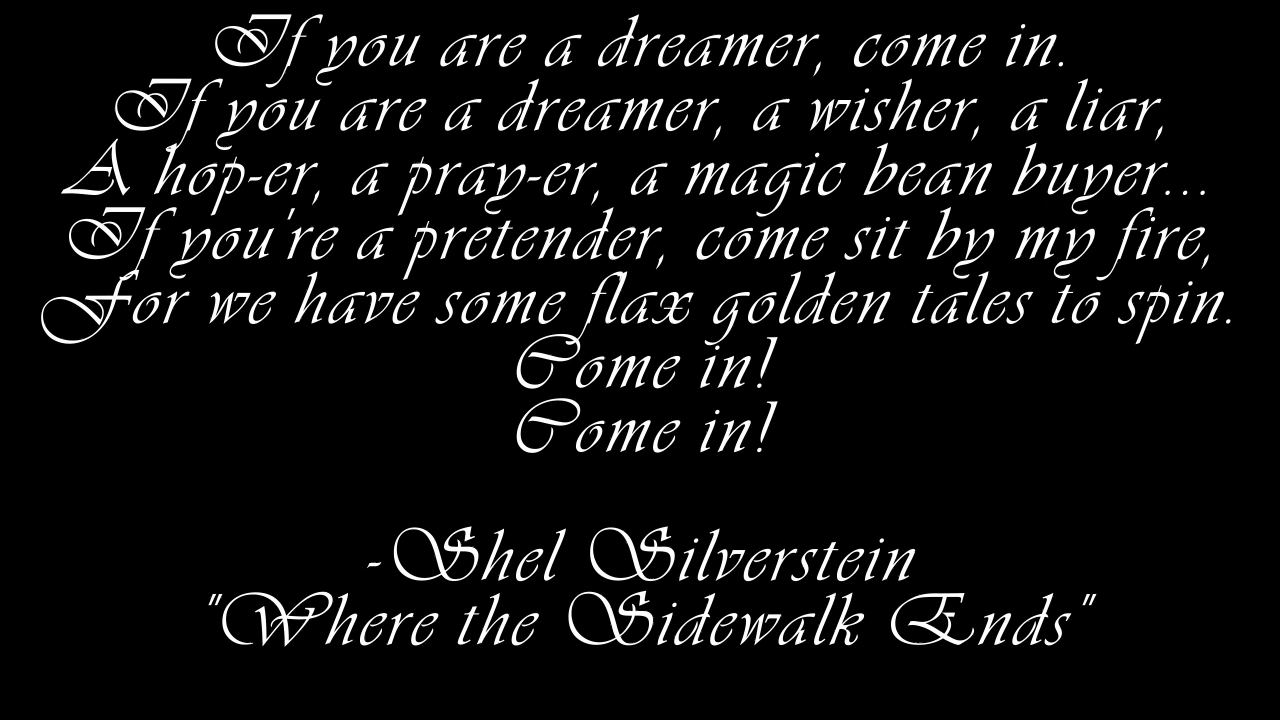 If you are a dreamer, come in.
If you are a dreamer, a wisher, a liar,
A hop-er, a pray-er, a magic bean buyer...
If you're a pretender, come sit by my fire,
For we have some flax golden tales to spin.
Come in!
Come in!
-Shel Silverstein
"Where the Sidewalk Ends"